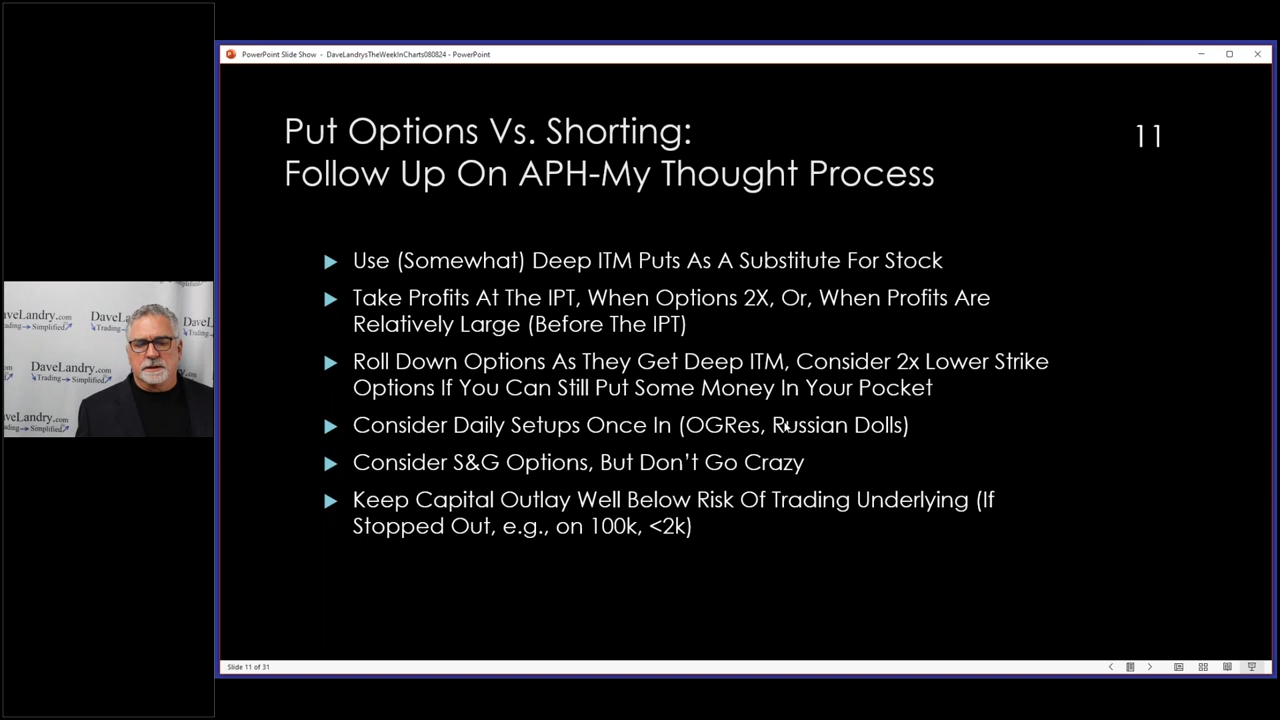 PowerPoint Slide Show - DaveLandrysTheWeekInCharts080824 - PowerPoint
Put Options Vs. Shorting:
Follow Up On APH-My Thought Process
11
Use (Somewhat) Deep ITM Puts As A Substitute For Stock
Take Profits At The IPT, When Options 2X, Or, When Profits Are
Relatively Large (Before The IPT)
Roll Down Options As They Get Deep ITM, Consider 2x Lower Strike
Options If You Can Still Put Some Money In Your Pocket
Consider Daily Setups Once In (OGRes, Russian Dolls)
Consider S&G Options, But Don't Go Crazy
Keep Capital Outlay Well Below Risk Of Trading Underlying (If
Stopped Out, e.g., on 100k, <2k)
DaveLandry.com
Trading Simplified
Slide 11 of 31